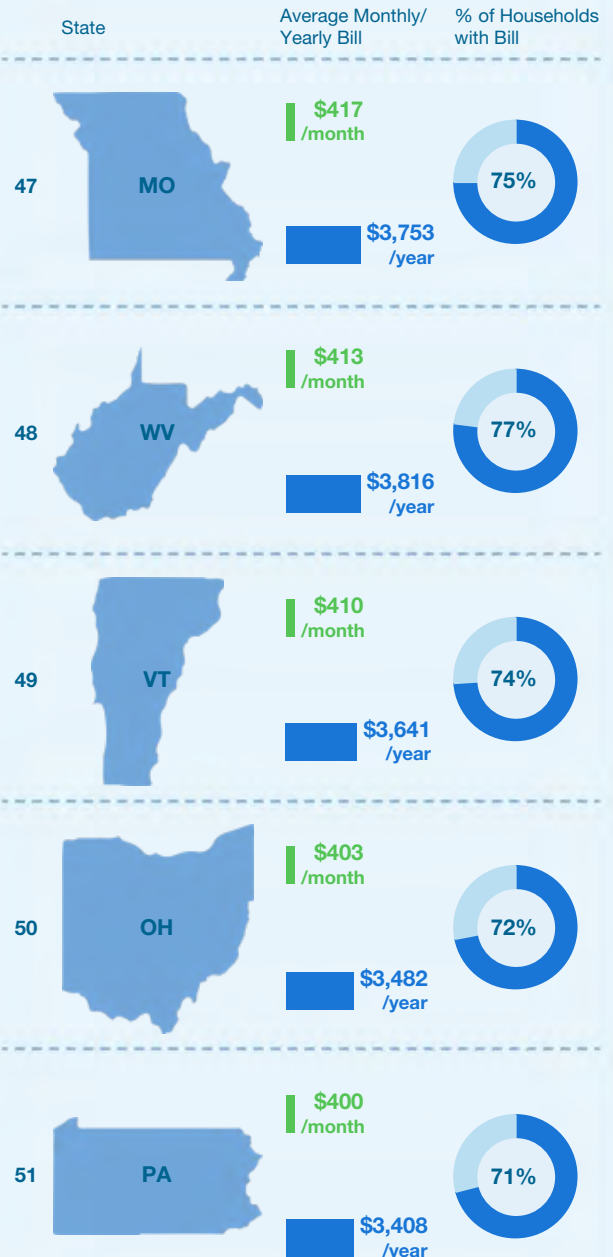 State
Average Monthly/
Yearly Bill
% of Households
with Bill
47
MO
$417
/month
$3,753
/year
75%
48
WV
$413
/month
$3,816
/year
77%
49
VT
$410
/month
$3,641
/year
74%
50
OH
$403
/month
$3,482
/year
72%
51
PA
$400
/month
$3,408
/year
71%